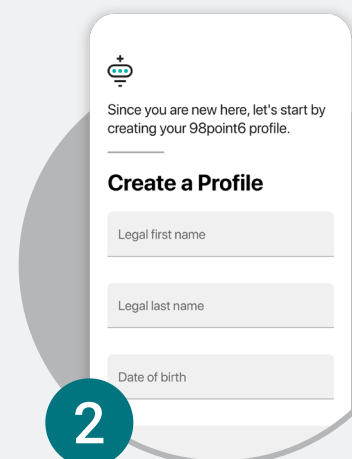 Since you are new here, let's start by
creating your 98point6 profile.
Create a Profile
Legal first name
Legal last name
Date of birth
2